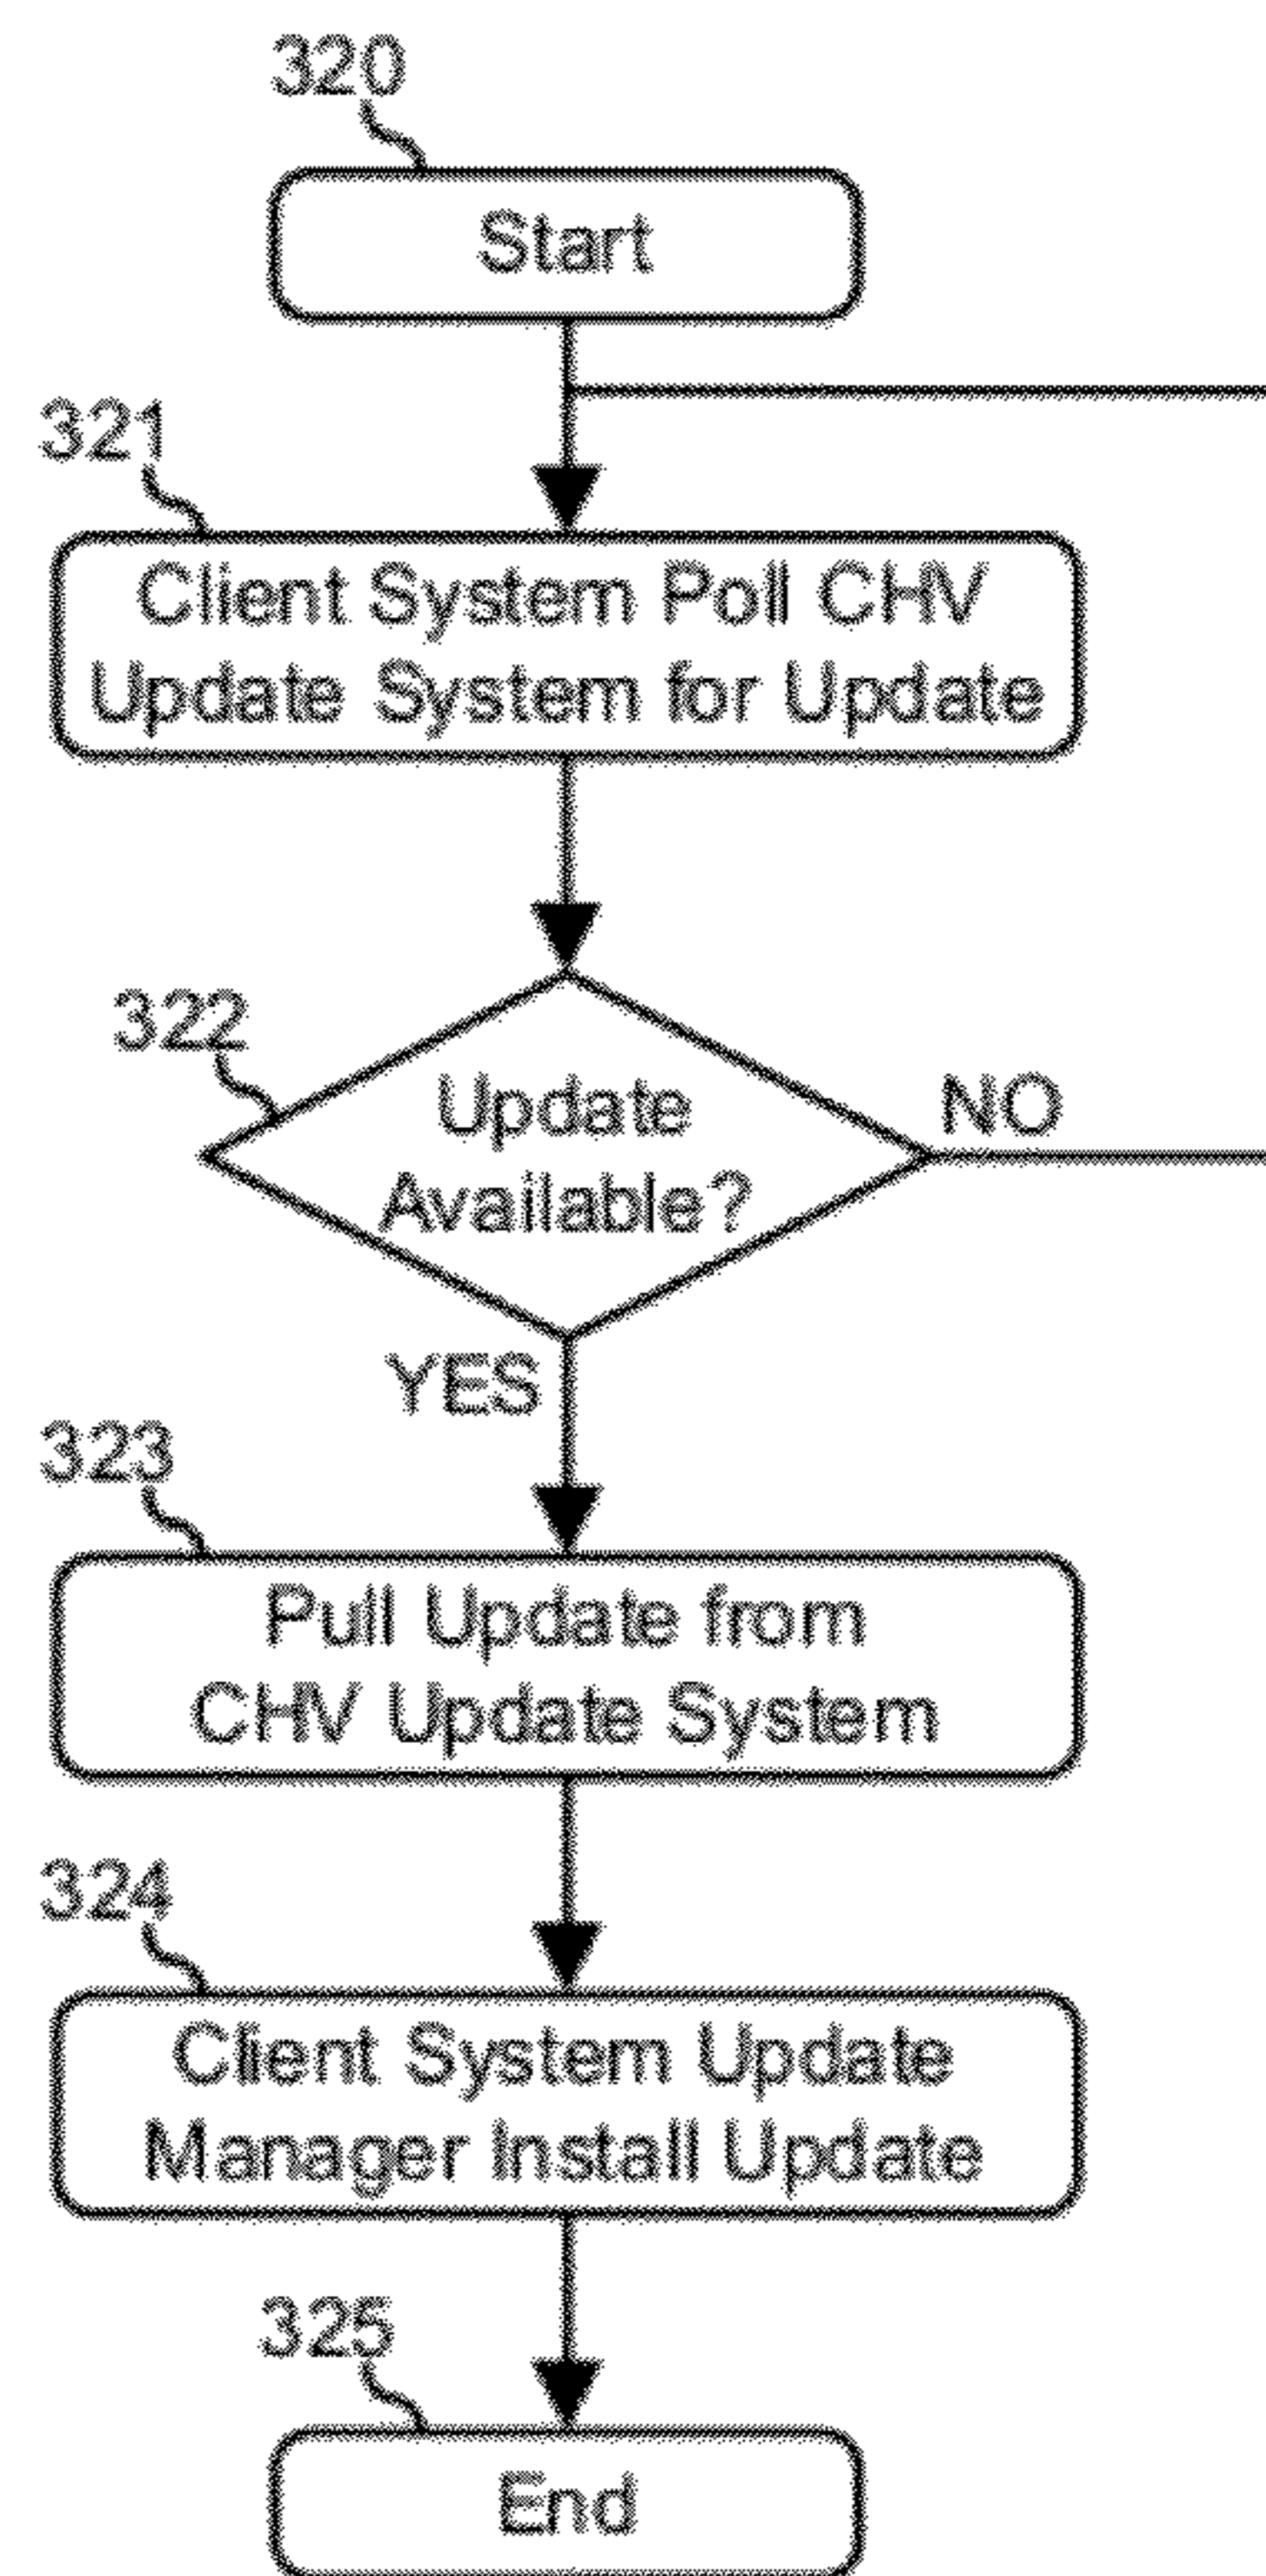 320
Start
321
Client System Poll CHV
Update System for Update
322
Update
Available?
NO
YES
323
Pull Update from
CHV Update System
324
Client System Update
Manager Install Update
325
End